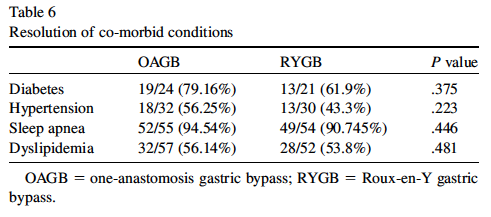 Table 6
Resolution of co-morbid conditions
OAGB RYGB P value
Diabetes 19/24 (79.16%) 13/21 (61.9%) .375
Hypertension 18/32 (56.25%) 13/30 (43.3%) .223
Sleep apnea 52/55 (94.54%) 49/54 (90.745%) .446
Dyslipidemia 32/57 (56.14%) 28/52 (53.8%) .481
OAGB = one-anastomosis gastric bypass; RYGB = Roux-en-Y gastric
bypass.